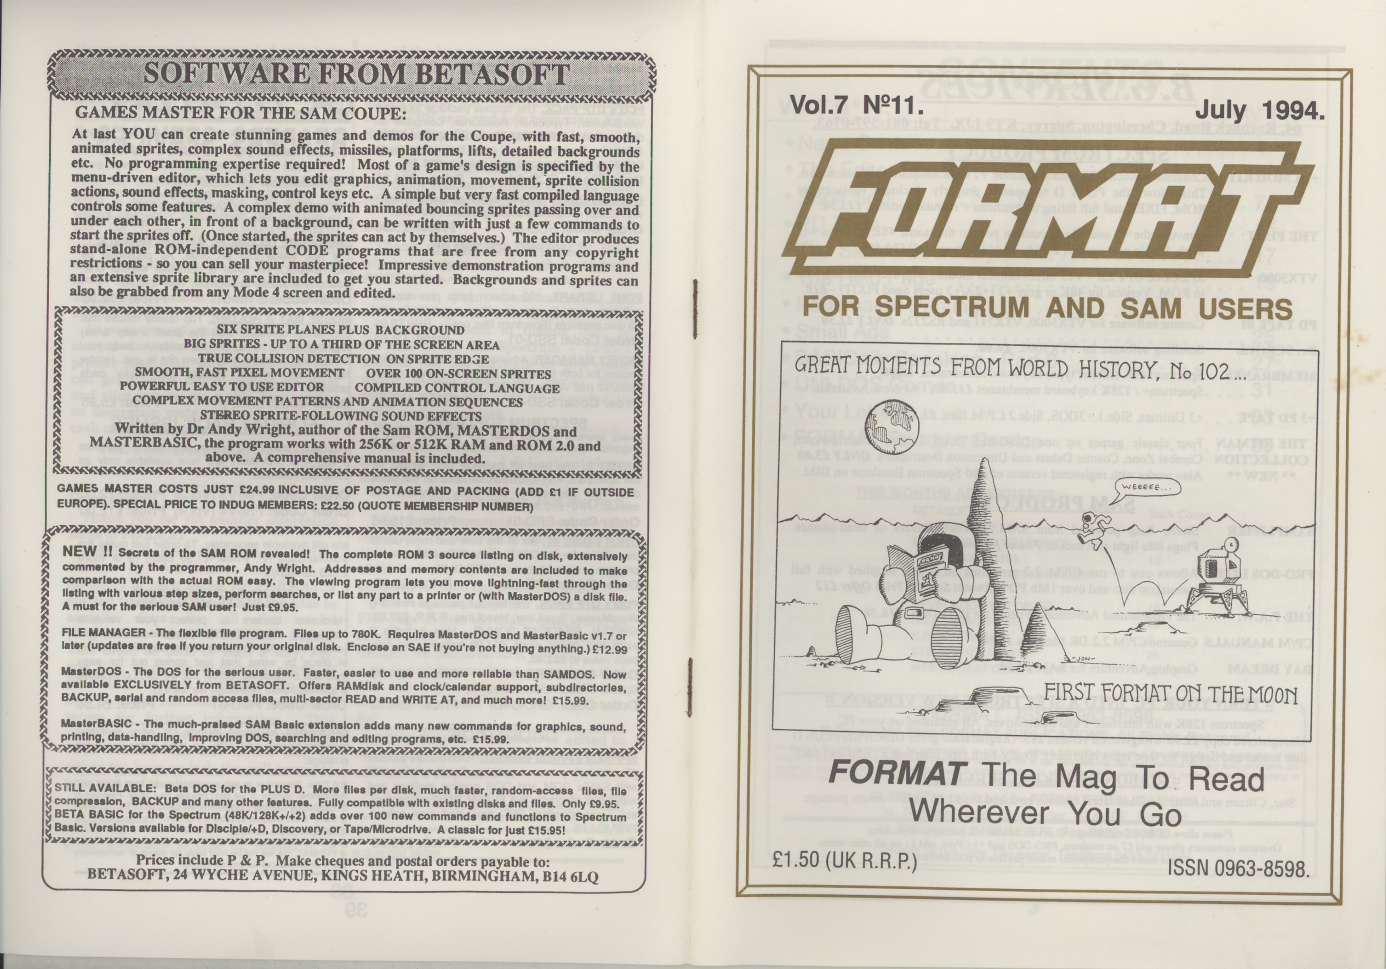 SOFTWARE FROM BETASOFT
GAMES MASTER FOR THE SAM COUPE:
At last YOU can create stunning games and demos for the Coupe, with fast, smooth,
animated sprites, complex sound effects, missiles, platforms, lifts, detailed backgrounds
etc. No programming expertise required! Most of a game's design is specified by the
menu-driven editor, which lets you edit graphics, animation, movement, sprite collision
actions, sound effects, masking, control keys etc. A simple but very fast compiled language
controls some features. A complex demo with animated bouncing sprites passing over and
under each other, in front of a background, can be written with just a few commands to
start the sprites off. (Once started, the sprites can act by themselves.) The editor produces
stand-alone ROM-independent CODE programs that are free from any copyright
restrictions - so you can sell your masterpiece! Impressive demonstration programs and
an extensive sprite library are included to get you started. Backgrounds and sprites can
also be grabbed from any Mode 4 screen and edited.
SIX SPRITE PLANES PLUS BACKGROUND
BIG SPRITES - UP TO A THIRD OF THE SCREEN AREA
TRUE COLLISION DETECTION ON SPRITE EDGE
SMOOTH, FAST PIXEL MOVEMENT OVER 100 ON-SCREEN SPRITES
POWERFUL EASY TO USE EDITOR COMPILED CONTROL LANGUAGE
COMPLEX MOVEMENT PATTERNS AND ANIMATION SEQUENCES
STEREO SPRITE-FOLLOWING SOUND EFFECTS
Written by Dr Andy Wright, author of the Sam ROM, MASTERDOS and
MASTERBASIC, the program works with 256K or 512K RAM and ROM 2.0 and
above. A comprehensive manual is included.
GAMES MASTER COSTS JUST £24.99 INCLUSIVE OF POSTAGE AND PACKING (ADD £1 IF OUTSIDE
EUROPE). SPECIAL PRICE TO INDUG MEMBERS: £22.50 (QUOTE MEMBERSHIP NUMBER)
NEW !! Secrets of the SAM ROM revealed! The complete ROM 3 source listing on disk, extensively
commented by the programmer, Andy Wright. Addresses and memory contents are included to make
comparison with the actual ROM easy. The viewing program lets you move lightning-fast through the
listing with various step sizes, perform searches, or list any part to a printer or (with MasterDOS) a disk file.
A must for the serious SAM user! Just £9.95.
FILE MANAGER - The flexible file program. Files up to 780K. Requires MasterDOS and MasterBasic v1.7 or
later (updates are free if you return your original disk. Enclose an SAE if you're not buying anything.) £12.99
MasterDOS - The DOS for the serious user. Faster, easier to use and more reliable than SAMDOS. Now
available EXCLUSIVELY from BETASOFT. Offers RAMdisk and clock/calendar support, subdirectories,
BACKUP, serial and random access files, multi-sector READ and WRITE AT, and much more! £15.99.
MasterBASIC - The much-praised SAM Basic extension adds many new commands for graphics, sound,
printing, data-handling, improving DOS, searching and editing programs, etc. £15.99.
STILL AVAILABLE: Beta DOS for the PLUS D. More files per disk, much faster, random-access files, file
compression, BACKUP and many other features. Fully compatible with existing disks and files. Only £9.95.
BETA BASIC for the Spectrum (48K/128K+/+2) adds over 100 new commands and functions to Spectrum
Basic. Versions available for Disciple/+D, Discovery, or Tape/Microdrive. A classic for just £15.95!
Prices include P & P. Make cheques and postal orders payable to:
BETASOFT, 24 WYCHE AVENUE, KINGS HEATH, BIRMINGHAM, B14 6LQ
Vol.7 Nº11.
July 1994.
FORMAT
FOR SPECTRUM AND SAM USERS
GREAT MOMENTS FROM WORLD HISTORY, No 102...
WEEEEE...
FORMAT
-JON-
FIRST FORMAT ON THE MOON
FORMAT The Mag To Read
Wherever You Go
£1.50 (UK R.R.P.)
ISSN 0963-8598.